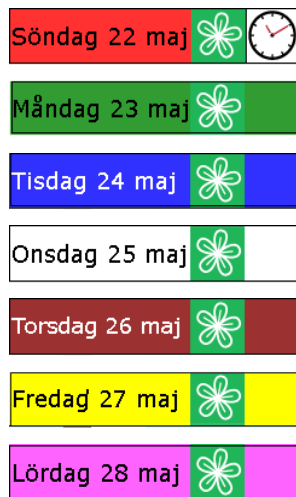 Söndag 22 maj
Måndag 23 maj
Tisdag 24 maj
Onsdag 25 maj
Torsdag 26 maj
Fredag 27 maj
Lördag 28 maj